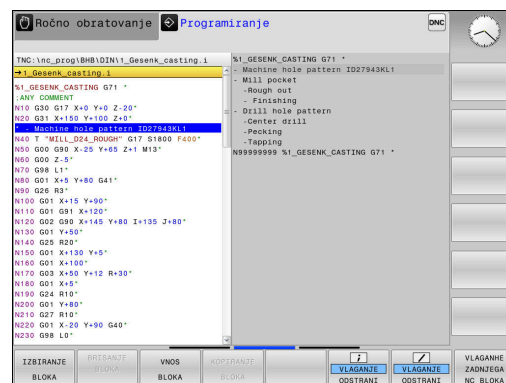 Ročno obratovanje
Programiranje
DNC
TNC:\nc_prog\BHB\DIN\1_Gesenk_casting.i
→1_Gesenk_casting.i
%1_GESENK_CASTING G71 *
;ANY COMMENT
N10 G30 G17 X+0 Y+0 Z-20*
N20 G31 X+150 Y+100 Z+0*
* - Machine hole pattern ID27943KL1
N40 T "MILL_D24_ROUGH" G17 S1800 F400*
N50 G00 G90 X-25 Y+65 Z+1 M13*
N60 G00 Z-5*
N70 G98 L1*
N80 G01 X+5 Y+80 G41*
N90 G26 R3*
N100 G01 X+15 Y+90*
N110 G01 G91 X+120*
N120 G02 G90 X+145 Y+80 I+135 J+80*
N130 G01 Y+50*
N140 G25 R20*
N150 G01 X+130 Y+5*
N160 G01 X+100*
N170 G03 X+50 Y+12 R+30*
N180 G01 X+5*
N190 G24 R10*
N200 G01 Y+80*
N210 G27 R10*
N220 G01 X-20 Y+90 G40*
N230 G98 L0*
%1_GESENK_CASTING G71 *
- Machine hole pattern ID27943KL1
- Mill pocket
-Rough out
- Finishing
- Drill hole pattern
-Center drill
-Pecking
-Tapping
N99999999 %1_GESENK_CASTING G71 *
IZBIRANJE
BLOKA
BRISANJE
BLOKA
VNOS
BLOKA
KOPIRANJE
BLOKA
;
VLAGANJE
ODSTRANI
/
VLAGANJE
ODSTRANI
VLAGANHE
ZADNJEGA
NC BLOKA